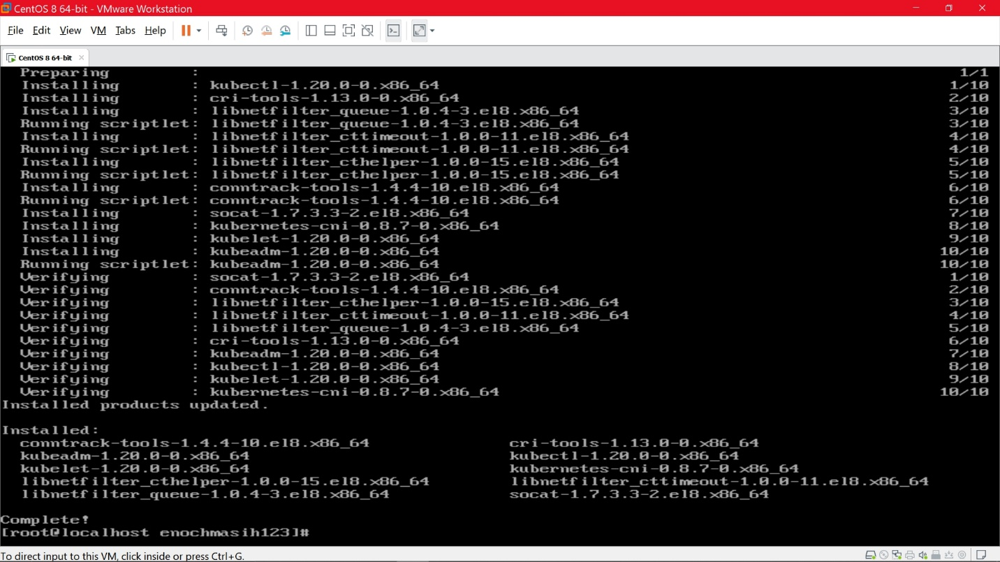 CentOS 8 64-bit - VMware Workstation
File Edit View VM Tabs Help
CentOS 8 64-bit
Preparing : 1/1
Installing : kubectl-1.20.0-0.x86_64 1/10
Installing : cri-tools-1.13.0-0.x86_64 2/10
Installing : libnetfilter_queue-1.0.4-3.el8.x86_64 3/10
Running scriptlet: libnetfilter_queue-1.0.4-3.el8.x86_64 3/10
Installing : libnetfilter_cttimeout-1.0.0-11.el8.x86_64 4/10
Running scriptlet: libnetfilter_cttimeout-1.0.0-11.el8.x86_64 4/10
Installing : libnetfilter_cthelper-1.0.0-15.el8.x86_64 5/10
Running scriptlet: libnetfilter_cthelper-1.0.0-15.el8.x86_64 5/10
Installing : conntrack-tools-1.4.4-10.el8.x86_64 6/10
Running scriptlet: conntrack-tools-1.4.4-10.el8.x86_64 6/10
Installing : socat-1.7.3.3-2.el8.x86_64 7/10
Installing : kubernetes-cni-0.8.7-0.x86_64 8/10
Installing : kubelet-1.20.0-0.x86_64 9/10
Installing : kubeadm-1.20.0-0.x86_64 10/10
Running scriptlet: kubeadm-1.20.0-0.x86_64 10/10
Verifying : socat-1.7.3.3-2.el8.x86_64 1/10
Verifying : conntrack-tools-1.4.4-10.el8.x86_64 2/10
Verifying : libnetfilter_cthelper-1.0.0-15.el8.x86_64 3/10
Verifying : libnetfilter_cttimeout-1.0.0-11.el8.x86_64 4/10
Verifying : libnetfilter_queue-1.0.4-3.el8.x86_64 5/10
Verifying : cri-tools-1.13.0-0.x86_64 6/10
Verifying : kubeadm-1.20.0-0.x86_64 7/10
Verifying : kubectl-1.20.0-0.x86_64 8/10
Verifying : kubelet-1.20.0-0.x86_64 9/10
Verifying : kubernetes-cni-0.8.7-0.x86_64 10/10
Installed products updated.
Installed:
conntrack-tools-1.4.4-10.el8.x86_64 cri-tools-1.13.0-0.x86_64
kubeadm-1.20.0-0.x86_64 kubectl-1.20.0-0.x86_64
kubelet-1.20.0-0.x86_64 kubernetes-cni-0.8.7-0.x86_64
libnetfilter_cthelper-1.0.0-15.el8.x86_64 libnetfilter_cttimeout-1.0.0-11.el8.x86_64
libnetfilter_queue-1.0.4-3.el8.x86_64 socat-1.7.3.3-2.el8.x86_64
Complete!
[root@localhost enochmasih123]#
To direct input to this VM, click inside or press Ctrl+G.